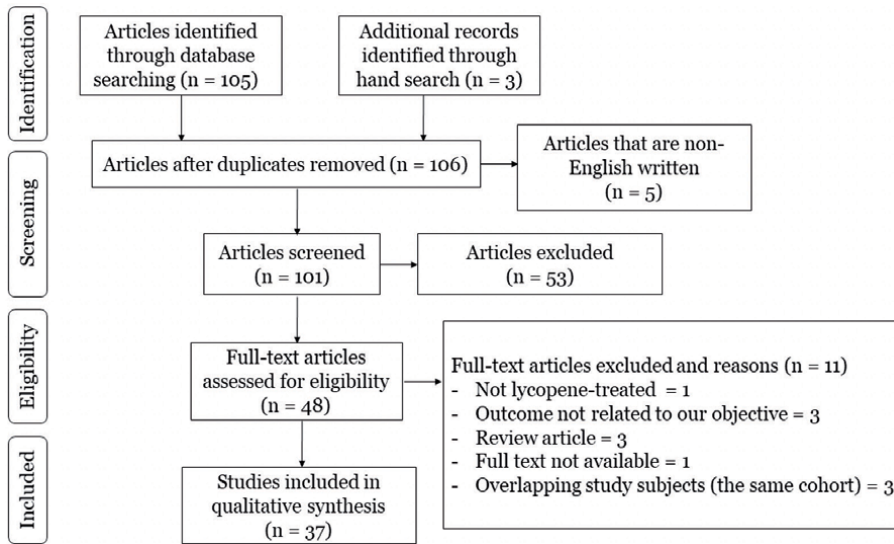 Identification
Articles identified
through database
searching (n = 105)
Additional records
identified through
hand search (n = 3)
Screening
Articles after duplicates removed (n = 106)
Articles that are non-
English written
(n = 5)
Articles screened
(n = 101)
Articles excluded
(n = 53)
Eligibility
Full-text articles
assessed for eligibility
(n = 48)
Full-text articles excluded and reasons (n = 11)
- Not lycopene-treated = 1
- Outcome not related to our objective = 3
- Review article = 3
- Full text not available = 1
- Overlapping study subjects (the same cohort) = 3
Included
Studies included in
qualitative synthesis
(n = 37)